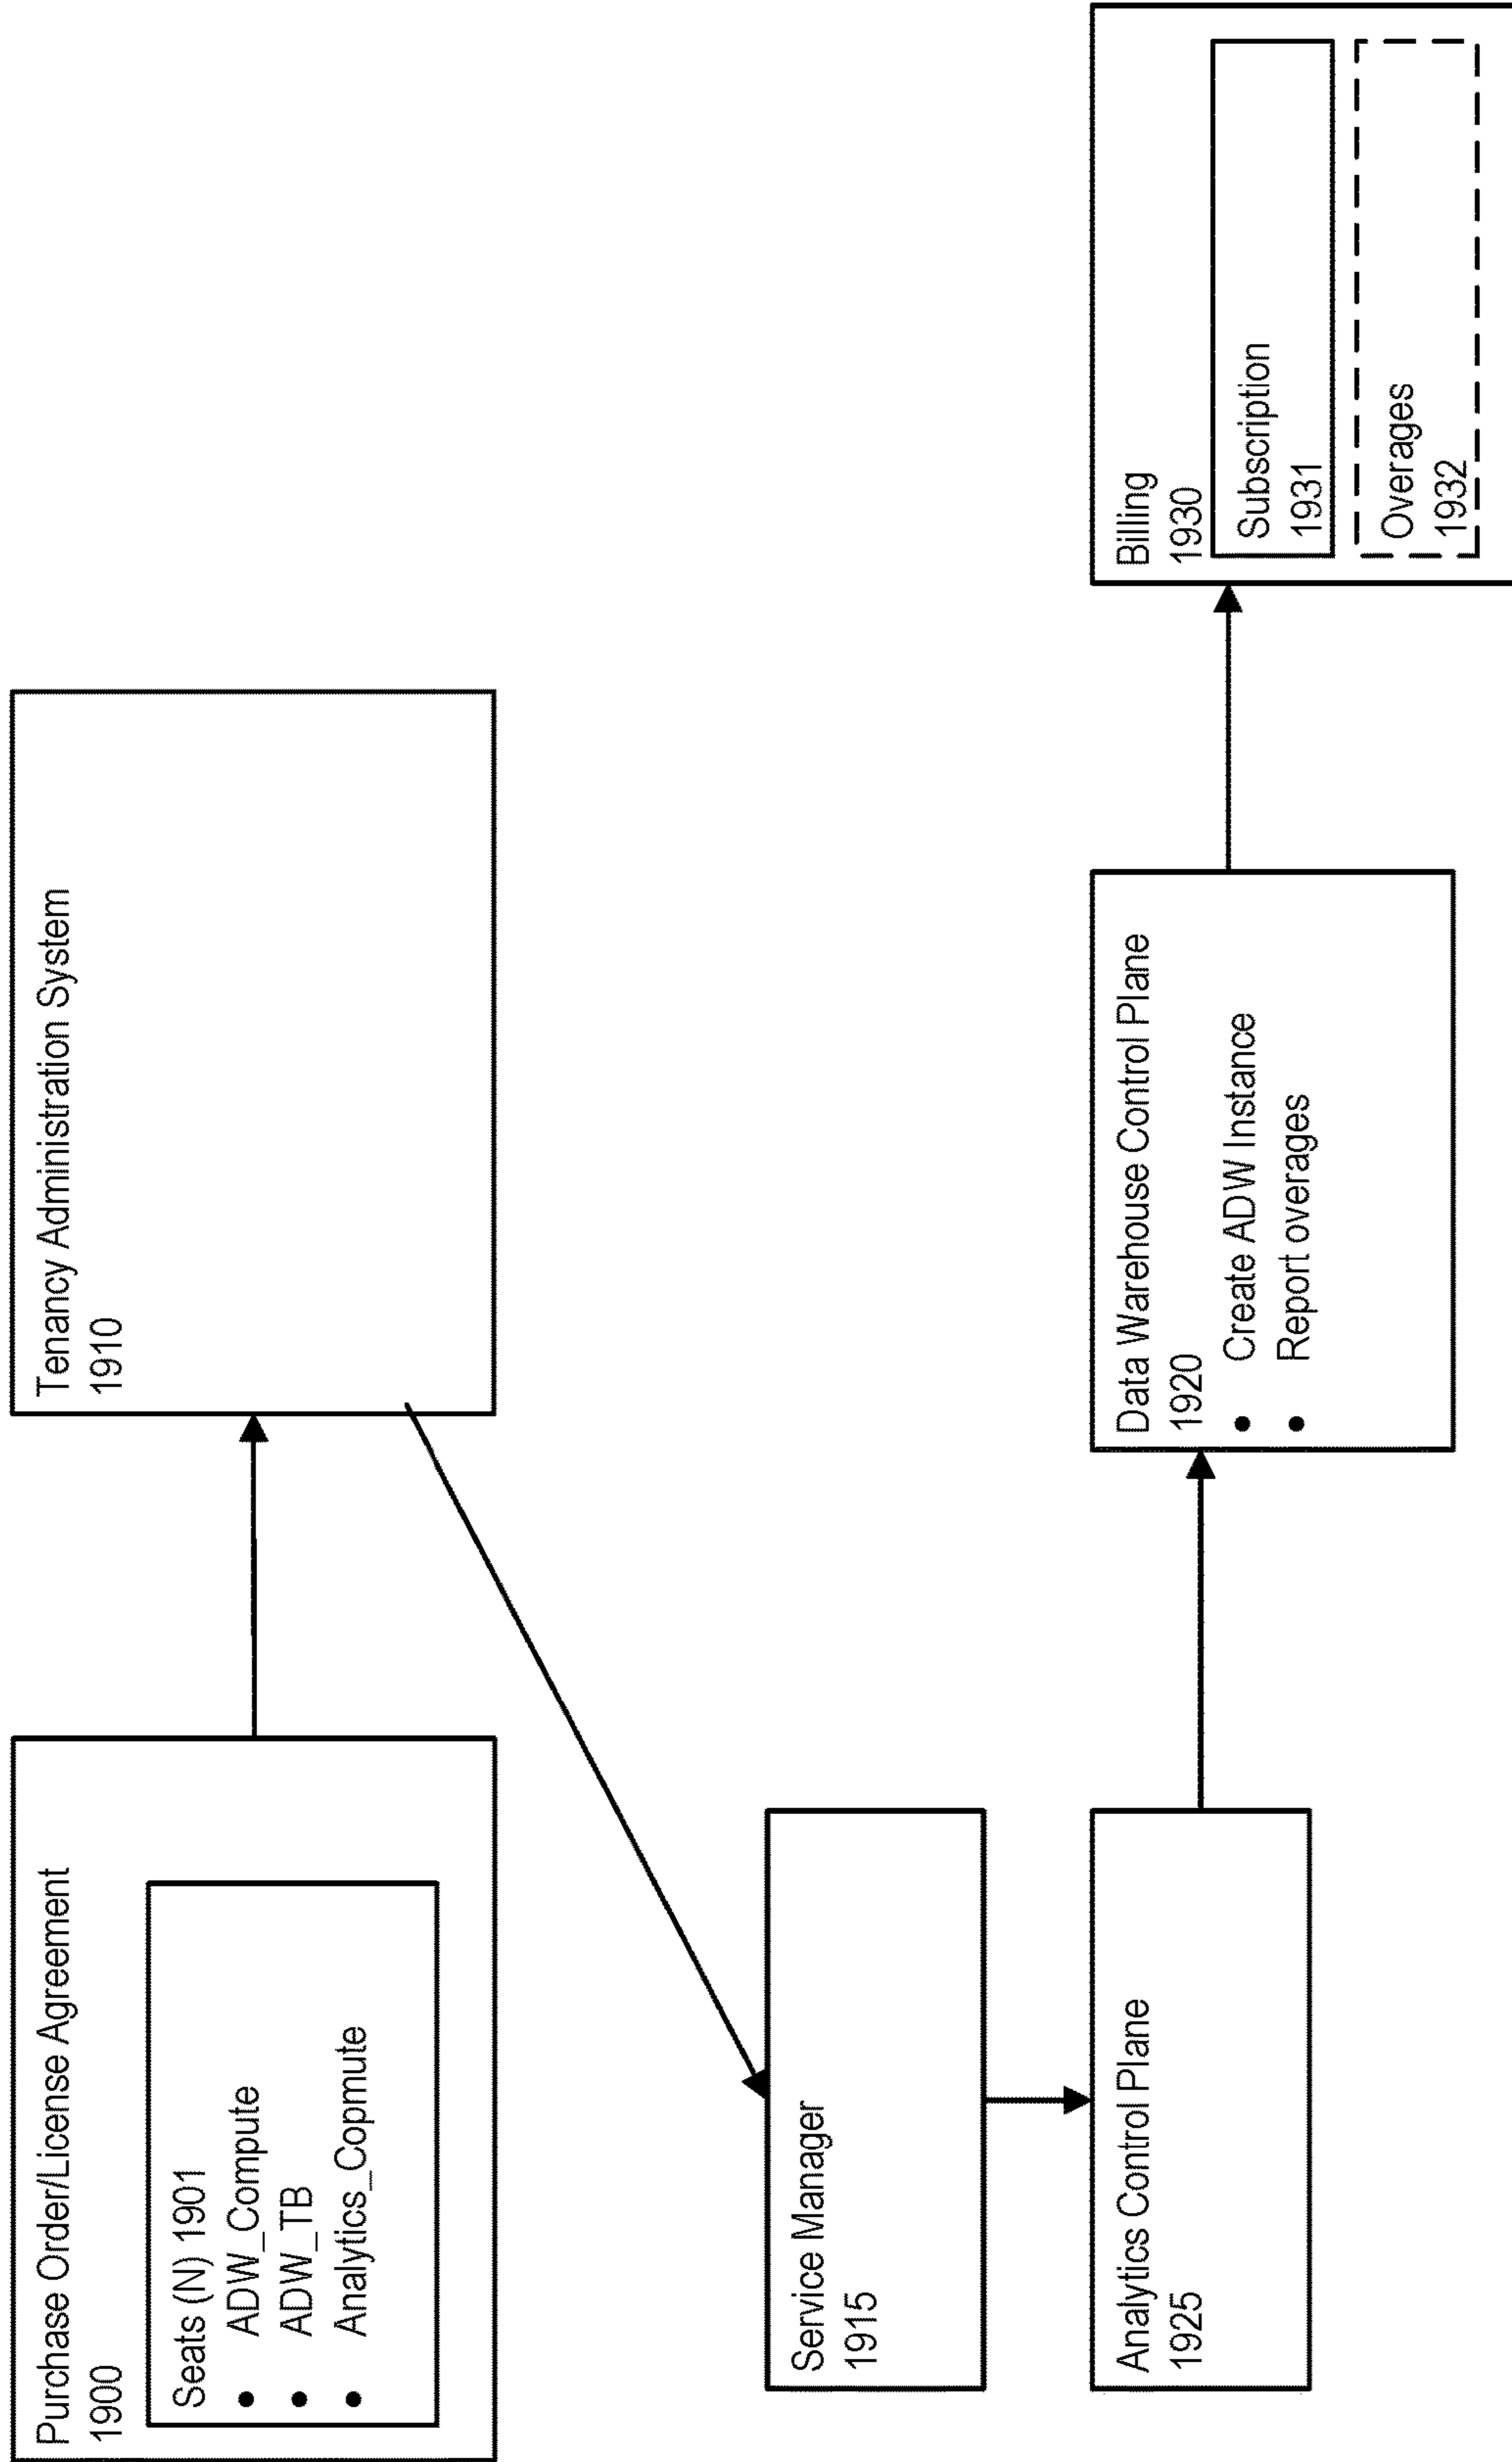 Purchase Order/License Agreement
1900
Seats (N) 1901
• ADW_Compute
• ADW_TB
• Analytics_Copmute
Tenancy Administration System
1910
Service Manager
1915
Analytics Control Plane
1925
Data Warehouse Control Plane
1920
• Create ADW Instance
• Report overages
Billing
1930
Subscription
1931
Overages
1932